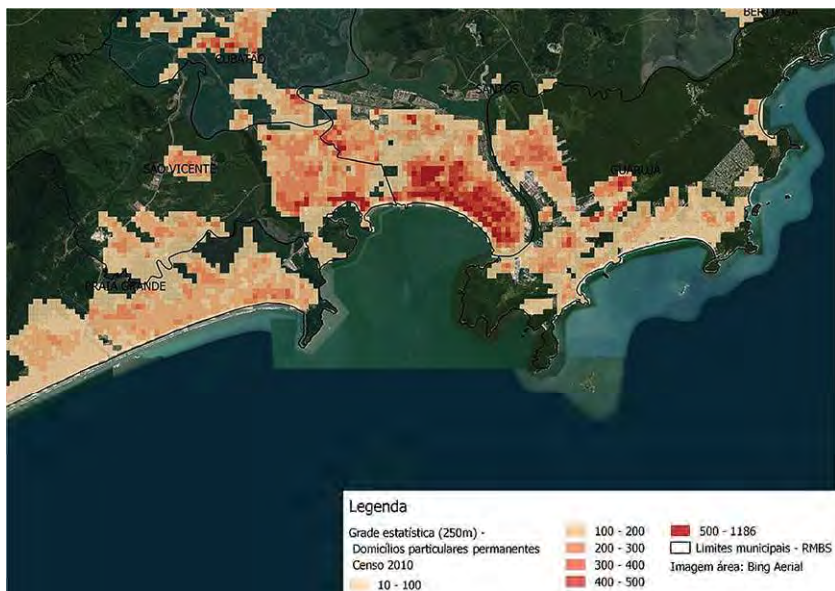 BERTIOGA
CUBATÃO
SANTOS
SÃO VICENTE
GUARUJÁ
PRAIA GRANDE
Legenda
Grade estatística (250m) -
Domicílios particulares permanentes
Censo 2010
10 - 100
100 - 200
200 - 300
300 - 400
400 - 500
500 - 1186
Limites municipais - RMBS
Imagem área: Bing Aerial